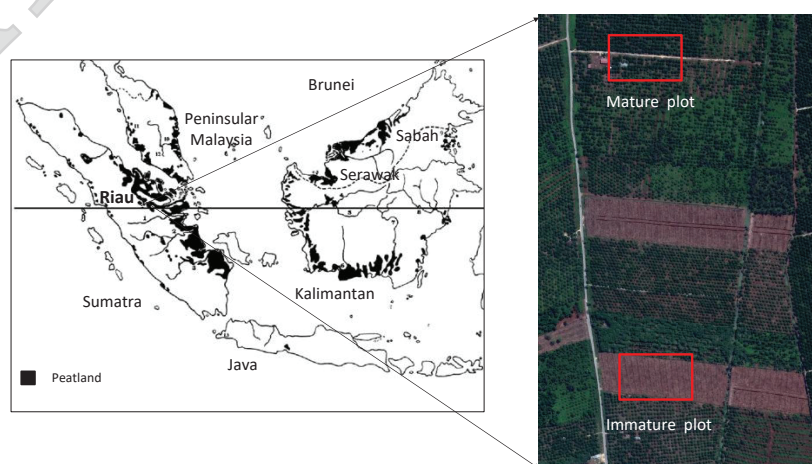 Brunei
Peninsular
Malaysia
Sabah
Serawak
Riau
Kalimantan
Sumatra
Java
Peatland
Mature plot
Immature plot